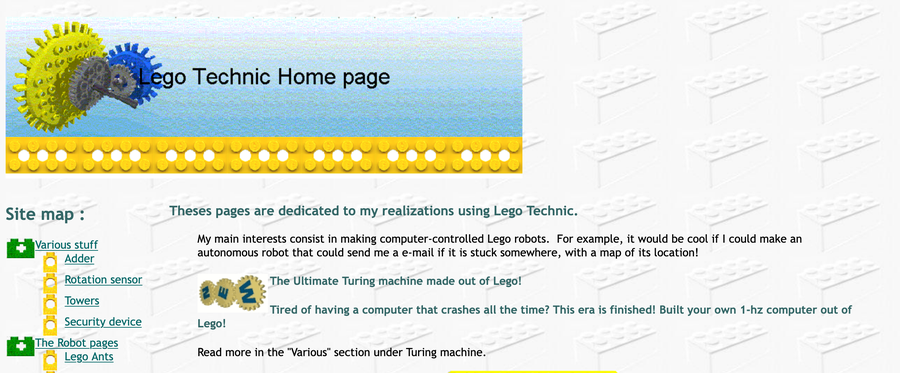 Lego Technic Home page
Site map :
Various stuff
Adder
Rotation sensor
Towers
Security device
The Robot pages
Lego Ants
Theses pages are dedicated to my realizations using Lego Technic.
My main interests consist in making computer-controlled Lego robots.  For example, it would be cool if I could make an
autonomous robot that could send me a e-mail if it is stuck somewhere, with a map of its location!
NEW
The Ultimate Turing machine made out of Lego!
Tired of having a computer that crashes all the time? This era is finished! Built your own 1-hz computer out of
Lego!
Read more in the "Various" section under Turing machine.